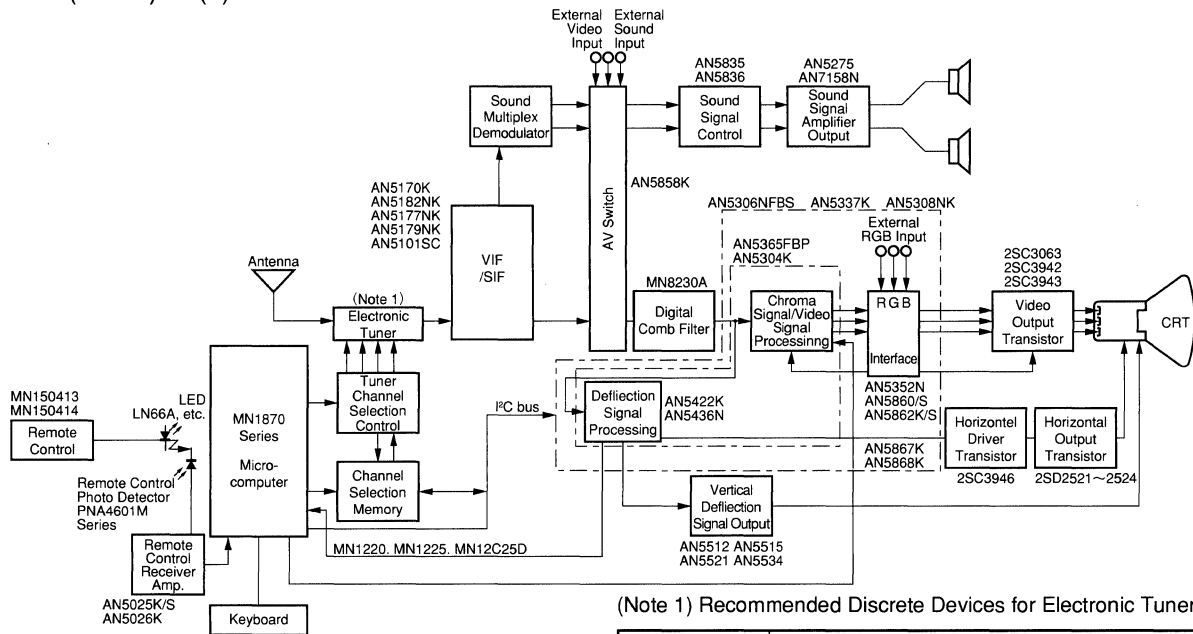 External
Video
Input
External
Sound
Input
AN5835
AN5836
AN5275
AN7158N
Sound
Multiplex
Demodulator
Sound
Signal
Control
Sound
Signal
Amplifier
Output
AV Switch
AN5858K
AN5170K
AN5182NK
AN5177NK
AN5179NK
AN5101SC
VIF
/SIF
AN5306NFBS AN5337K AN5308NK
External
RGB Input
AN5365FBP
AN5304K
2SC3063
2SC3942
2SC3943
Antenna
(Note 1)
Electronic
Tuner
MN8230A
Digital
Comb Filter
Chroma
Signal/Video
Signal
Processinng
RGB
Interface
Video
Output
Transistor
CRT
MN150413
MN150414
Remote
Control
LED
LN66A, etc.
MN1870
Series
Micro-
computer
Tuner
Channel
Selection
Control
I²C bus
Defliection
Signal
Processing
AN5422K
AN5436N
AN5352N
AN5860/S
AN5862K/S
Remote Control
Photo Detector
PNA4601M
Series
Channel
Selection
Memory
AN5867K
AN5868K
Horizontel
Driver
Transistor
2SC3946
Horizontal
Output
Transistor
2SD2521～2524
Vertical
Defliection
Signal Output
Remote
Control
Receiver
Amp.
MN1220. MN1225. MN12C25D
AN5512 AN5515
AN5521 AN5534
AN5025K/S
AN5026K
Keyboard
(Note 1) Recommended Discrete Devices for Electronic Tuner